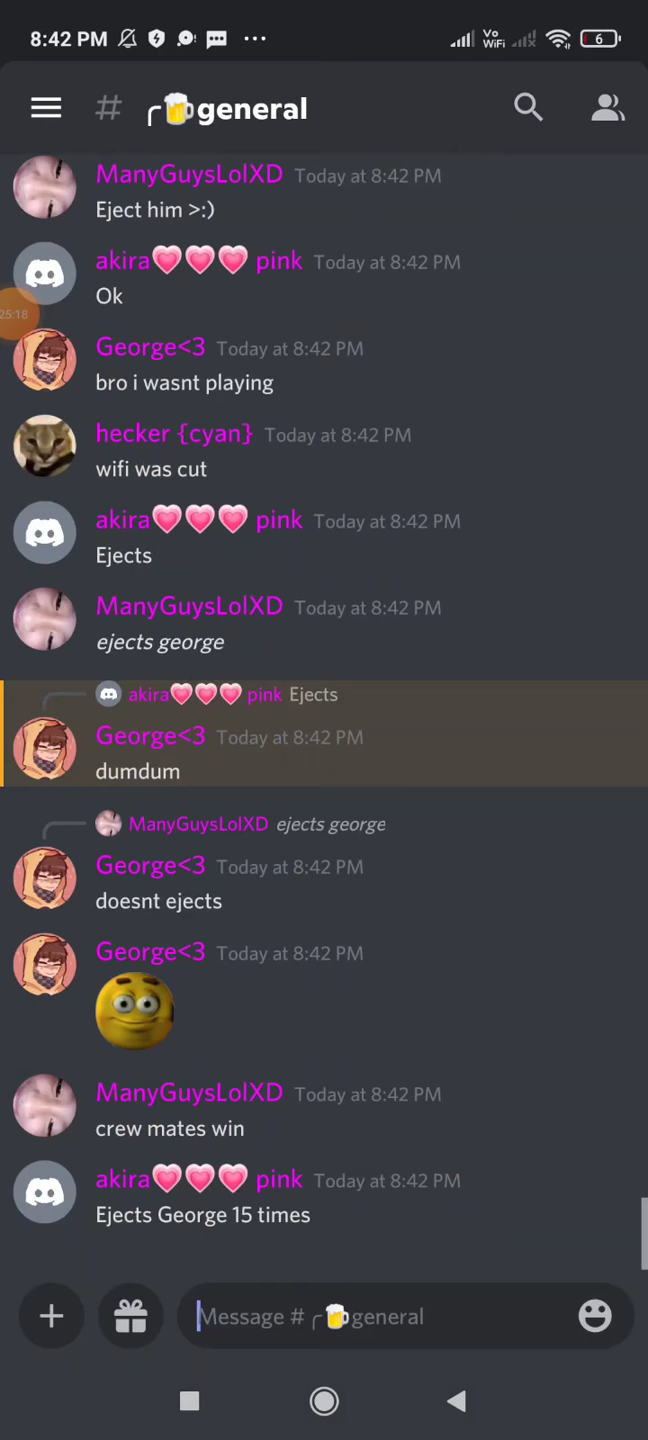 8:42 PM
Vo
WiFi
6
# ╭🍺general
ManyGuysLolXD Today at 8:42 PM
Eject him >:)
akira💗💗💗 pink Today at 8:42 PM
Ok
25:18
George<3 Today at 8:42 PM
bro i wasnt playing
hecker {cyan} Today at 8:42 PM
wifi was cut
akira💗💗💗 pink Today at 8:42 PM
Ejects
ManyGuysLolXD Today at 8:42 PM
ejects george
akira💗💗💗 pink Ejects
George<3 Today at 8:42 PM
dumdum
ManyGuysLolXD ejects george
George<3 Today at 8:42 PM
doesnt ejects
George<3 Today at 8:42 PM
ManyGuysLolXD Today at 8:42 PM
crew mates win
akira💗💗💗 pink Today at 8:42 PM
Ejects George 15 times
Message # ╭🍺general